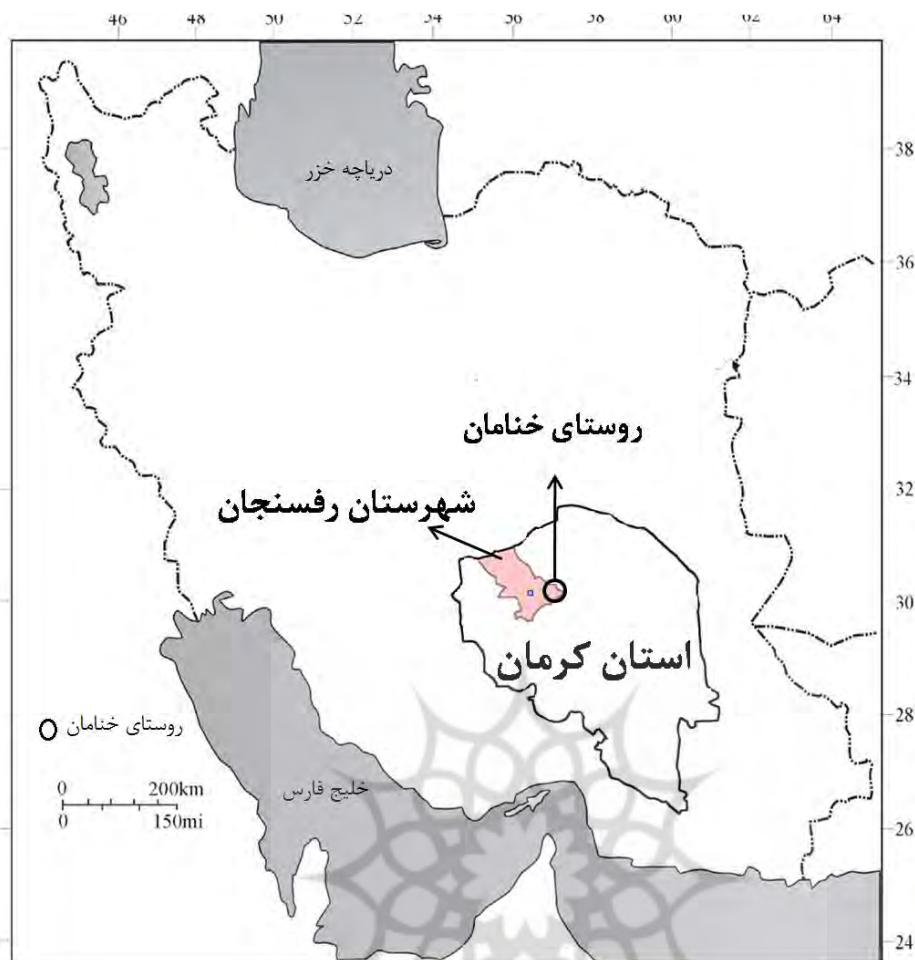 46 48 50 52 54 56 58 60 62 64
دریاچه خزر
38
36
34
روستای خنامان
32
شهرستان رفسنجان
30
استان کرمان
28
روستای خنامان
خلیج فارس
0 200km
0 150mi
26
24